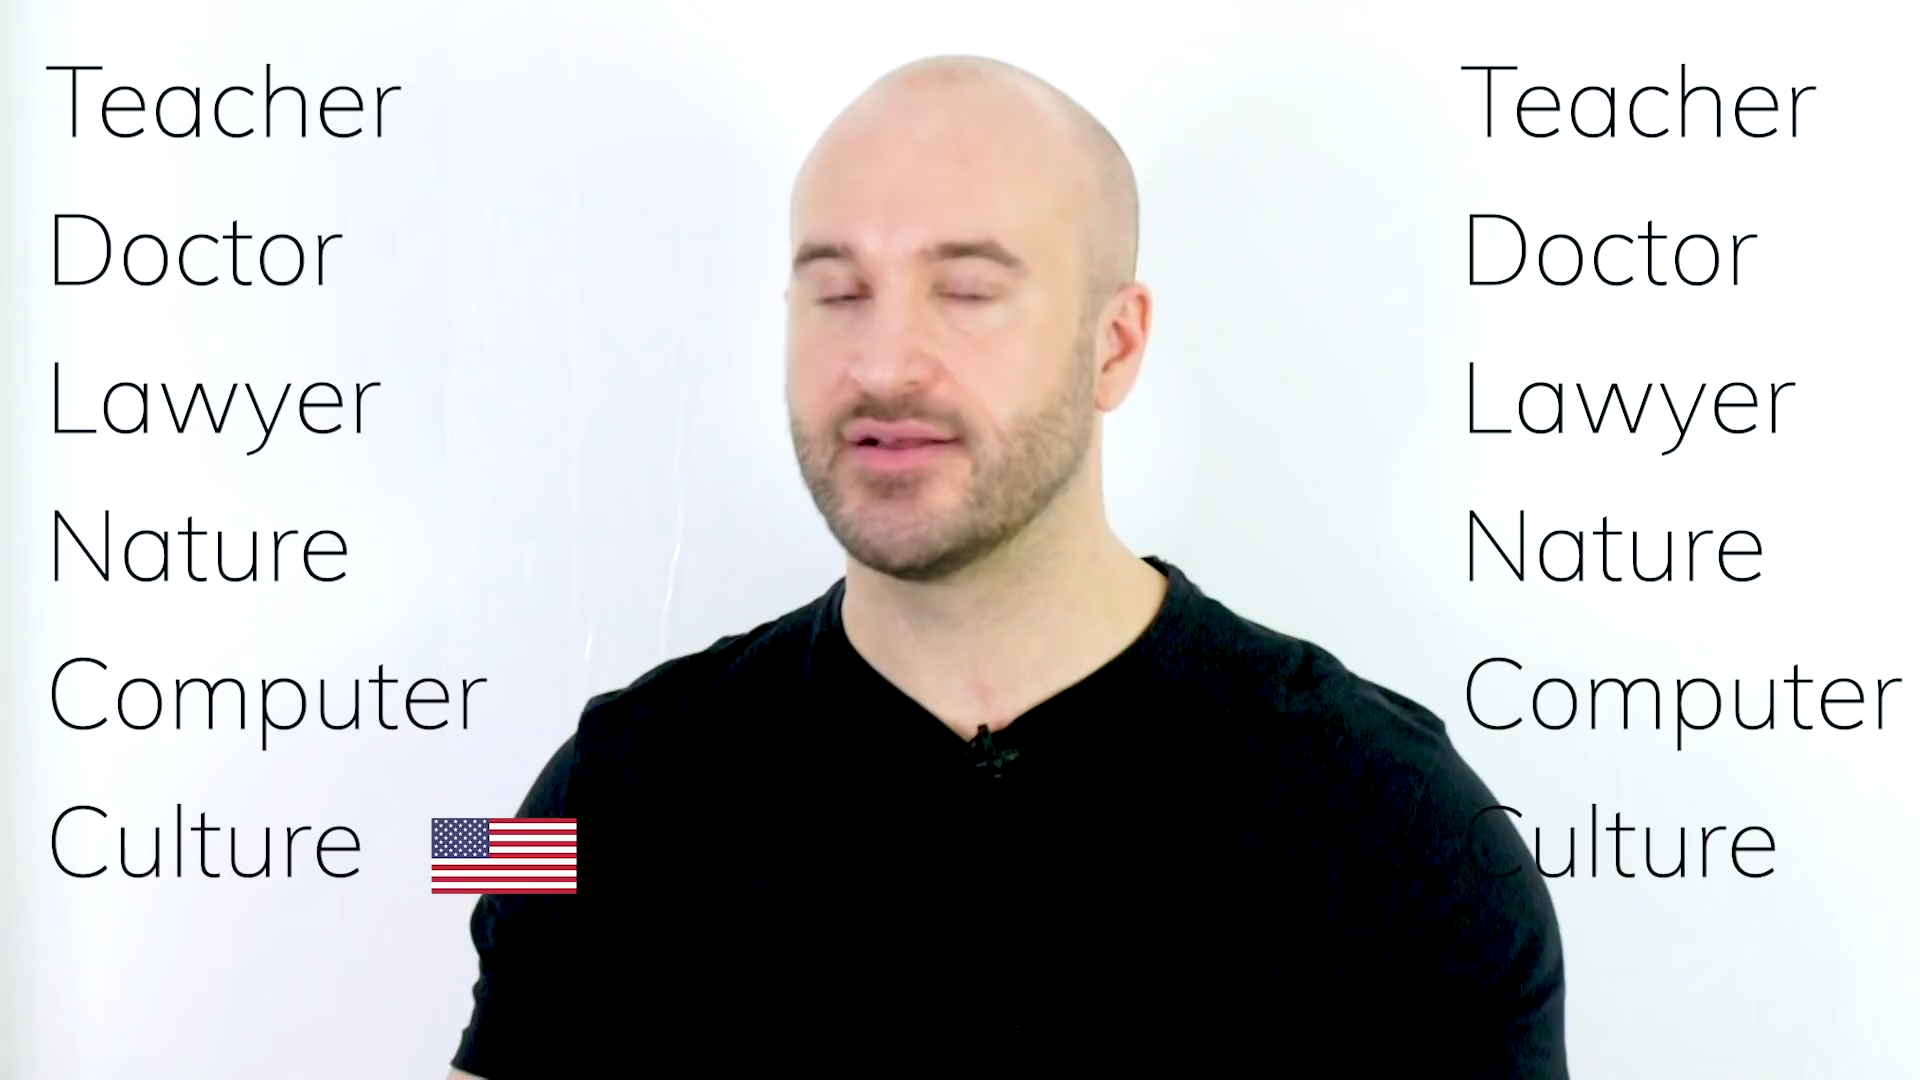 Teacher
Doctor
Lawyer
Nature
Computer
Culture
Teacher
Doctor
Lawyer
Nature
Computer
Culture